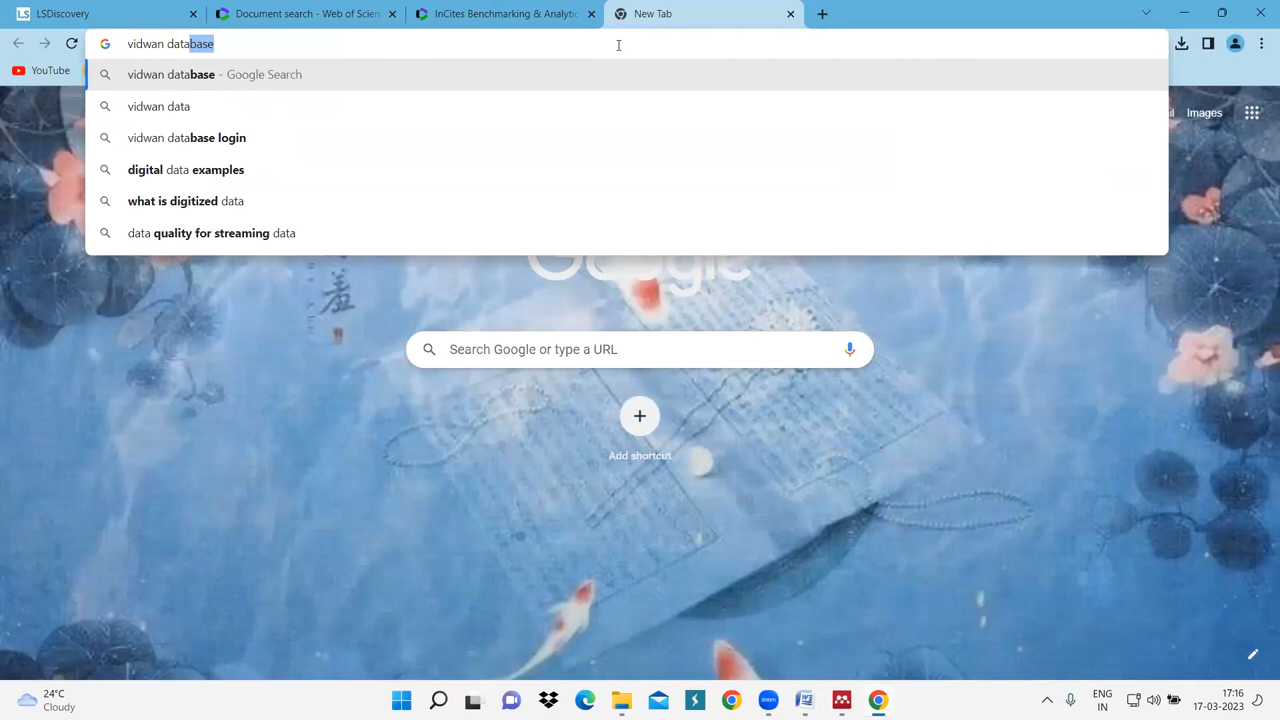 LSDiscovery
Document search - Web of Scien
InCites Benchmarking & Analytic
New Tab
vidwan database
YouTube
vidwan database - Google Search
vidwan data
vidwan database login
digital data examples
what is digitized data
data quality for streaming data
Images
Google
Search Google or type a URL
Add shortcut
24°C
Cloudy
zoom
ENG
IN
17:16
17-03-2023